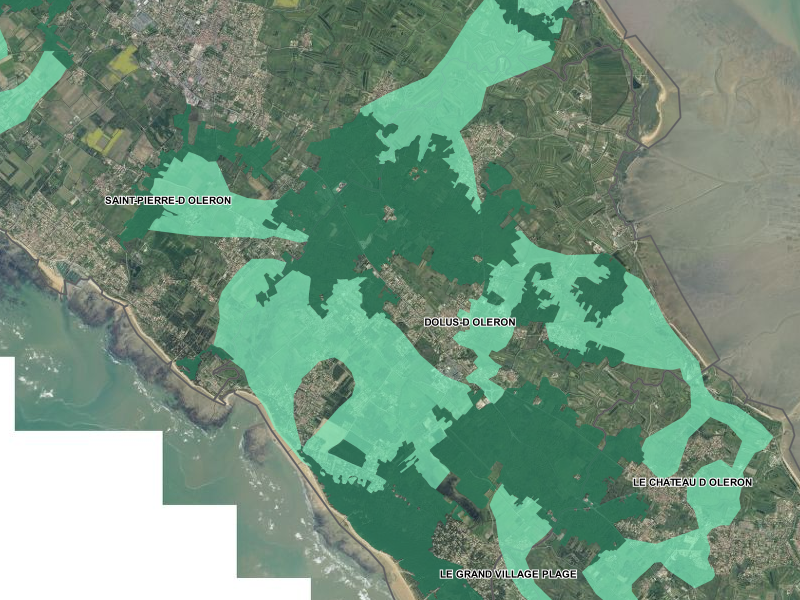 SAINT-PIERRE-D OLERON
DOLUS-D OLERON
LE CHATEAU D OLERON
LE GRAND VILLAGE PLAGE